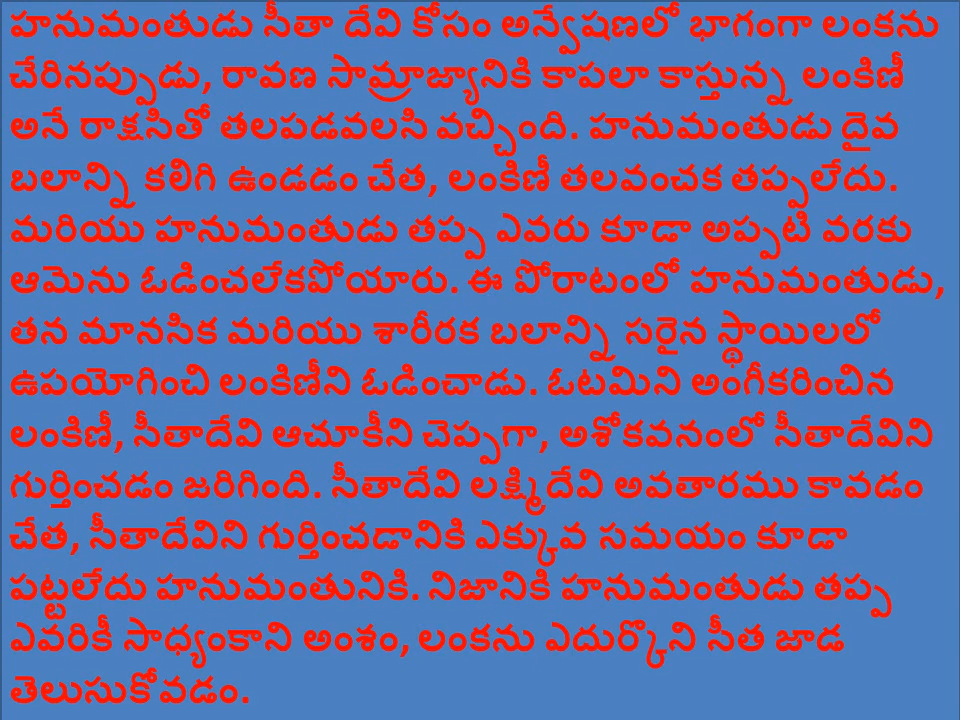 హనుమంతుడు సీతా దేవి కోసం అన్వేషణలో భాగంగా లంకను
చేరినప్పుడు, రావణ సామ్రాజ్యానికి కాపలా కాస్తున్న లంకిణీ
అనే రాక్షసితో తలపడవలసి వచ్చింది. హనుమంతుడు దైవ
బలాన్ని కలిగి ఉండడం చేత, లంకిణీ తలవంచక తప్పలేదు.
మరియు హనుమంతుడు తప్ప ఎవరు కూడా అప్పటి వరకు
ఆమెను ఓడించలేకపోయారు. ఈ పోరాటంలో హనుమంతుడు,
తన మానసిక మరియు శారీరక బలాన్ని సరైన స్థాయిలలో
ఉపయోగించి లంకిణీని ఓడించాడు. ఓటమిని అంగీకరించిన
లంకిణీ, సీతాదేవి ఆచూకీని చెప్పగా, అశోకవనంలో సీతాదేవిని
గుర్తించడం జరిగింది. సీతాదేవి లక్ష్మిదేవి అవతారము కావడం
చేత, సీతాదేవిని గుర్తించడానికి ఎక్కువ సమయం కూడా
పట్టలేదు హనుమంతునికి. నిజానికి హనుమంతుడు తప్ప
ఎవరికీ సాధ్యంకాని అంశం, లంకను ఎదుర్కొని సీత జాడ
తెలుసుకోవడం.